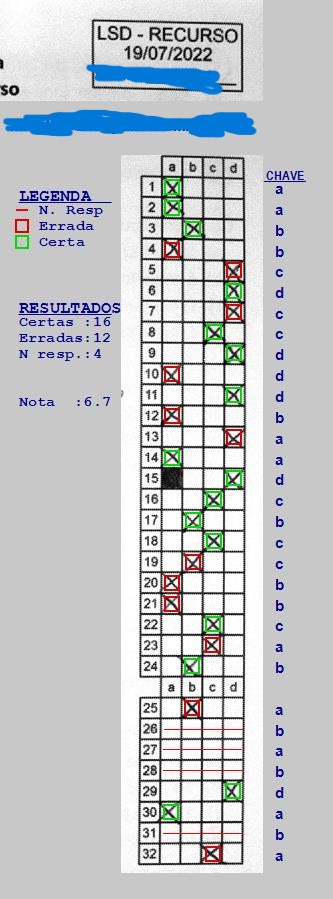 LSD - RECURSO
19/07/2022
a
so
a b c d CHAVE
LEGENDA
N. Resp
Errada
Certa
1 a
2 a
3 b
4 b
5 c
6 d
7 c
RESULTADOS
Certas :16
Erradas:12
N resp.:4
8 c
9 d
10 d
11 d
Nota :6.7
12 b
13 a
14 a
15 d
16 c
17 b
18 c
19 c
20 b
21 b
22 c
23 a
24 b
a b c d
25 a
26 b
27 a
28 b
29 d
30 a
31 b
32 a